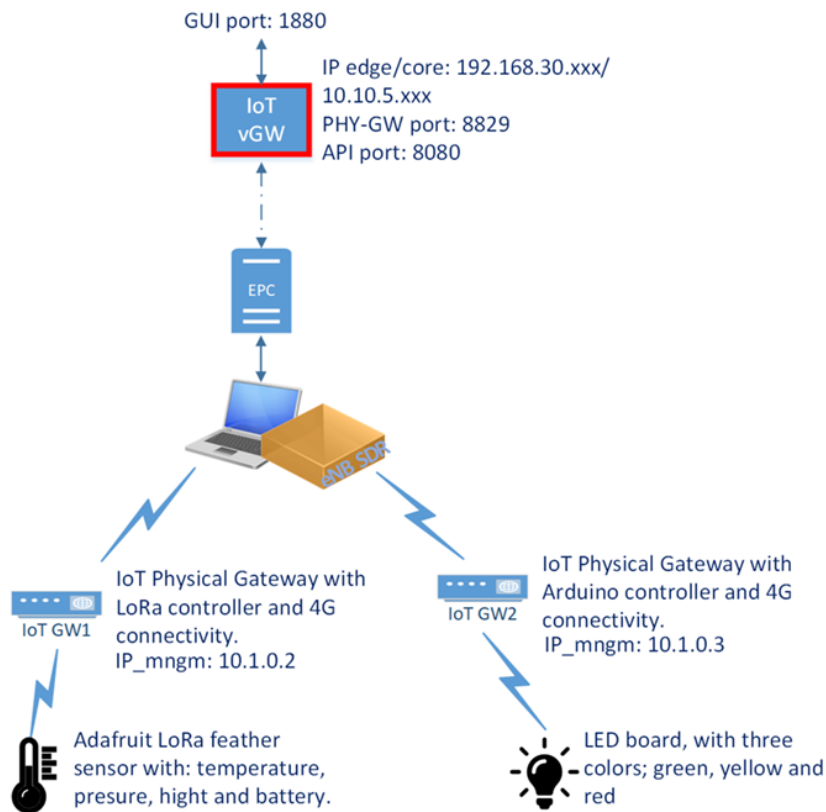 GUI port: 1880
IoT
vGW
IP edge/core: 192.168.30.xxx/
10.10.5.xxx
PHY-GW port: 8829
API port: 8080
EPC
eNB SDR
IoT GW1
IoT Physical Gateway with
LoRa controller and 4G
connectivity.
IP_mngm: 10.1.0.2
IoT GW2
IoT Physical Gateway with
Arduino controller and 4G
connectivity.
IP_mngm: 10.1.0.3
Adafruit LoRa feather
sensor with: temperature,
presure, hight and battery.
LED board, with three
colors; green, yellow and
red